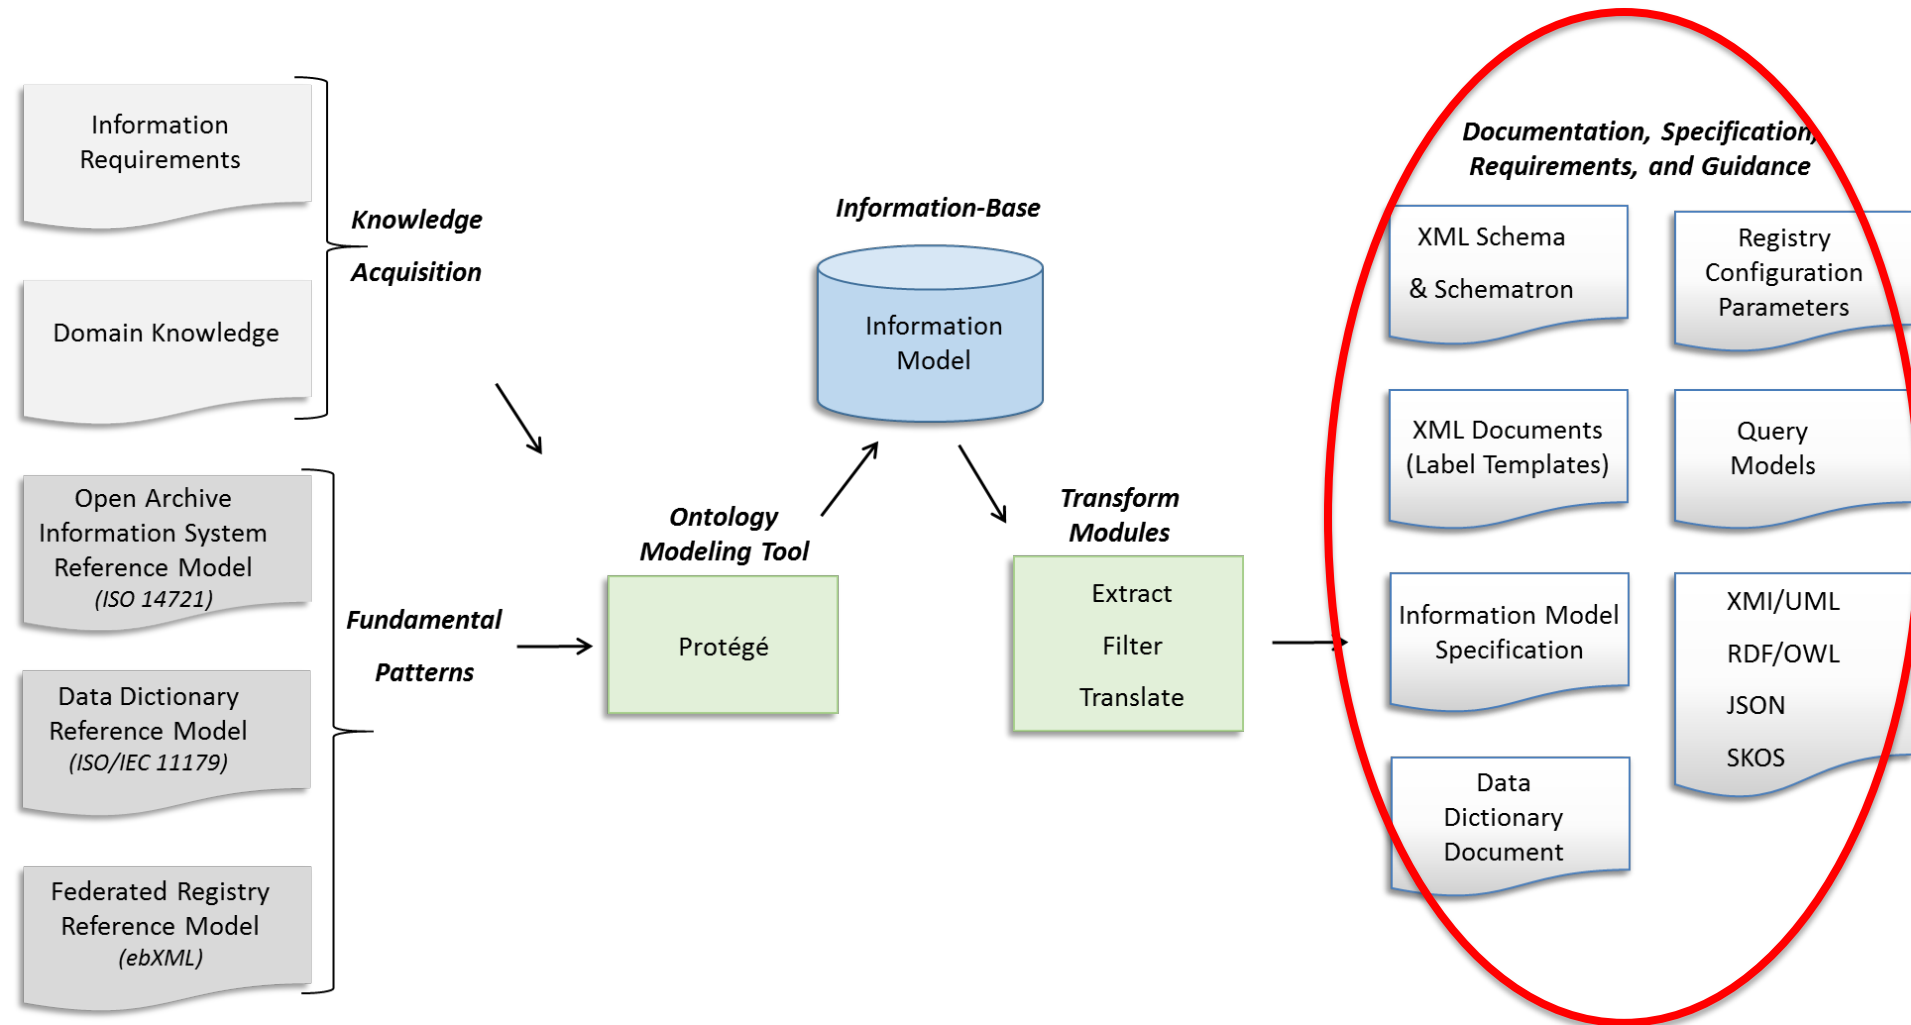 Information
Requirements
Domain Knowledge
Knowledge
Acquisition
Open Archive
Information System
Reference Model
(ISO 14721)
Data Dictionary
Reference Model
(ISO/IEC 11179)
Federated Registry
Reference Model
(ebXML)
Fundamental
Patterns
Ontology
Modeling Tool
Protégé
Information-Base
Information
Model
Transform
Modules
Extract
Filter
Translate
Documentation, Specification,
Requirements, and Guidance
XML Schema
& Schematron
Registry
Configuration
Parameters
XML Documents
(Label Templates)
Query
Models
Information Model
Specification
XMI/UML
RDF/OWL
JSON
SKOS
Data
Dictionary
Document